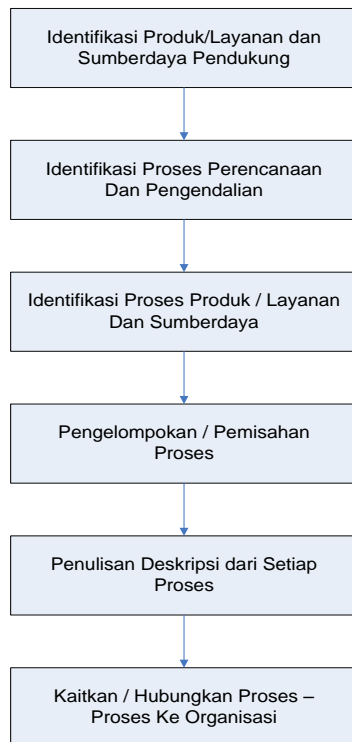 Identifikasi Produk/Layanan dan
Sumberdaya Pendukung
Identifikasi Proses Perencanaan
Dan Pengendalian
Identifikasi Proses Produk / Layanan
Dan Sumberdaya
Pengelompokan / Pemisahan
Proses
Penulisan Deskripsi dari Setiap
Proses
Kaitkan / Hubungkan Proses –
Proses Ke Organisasi